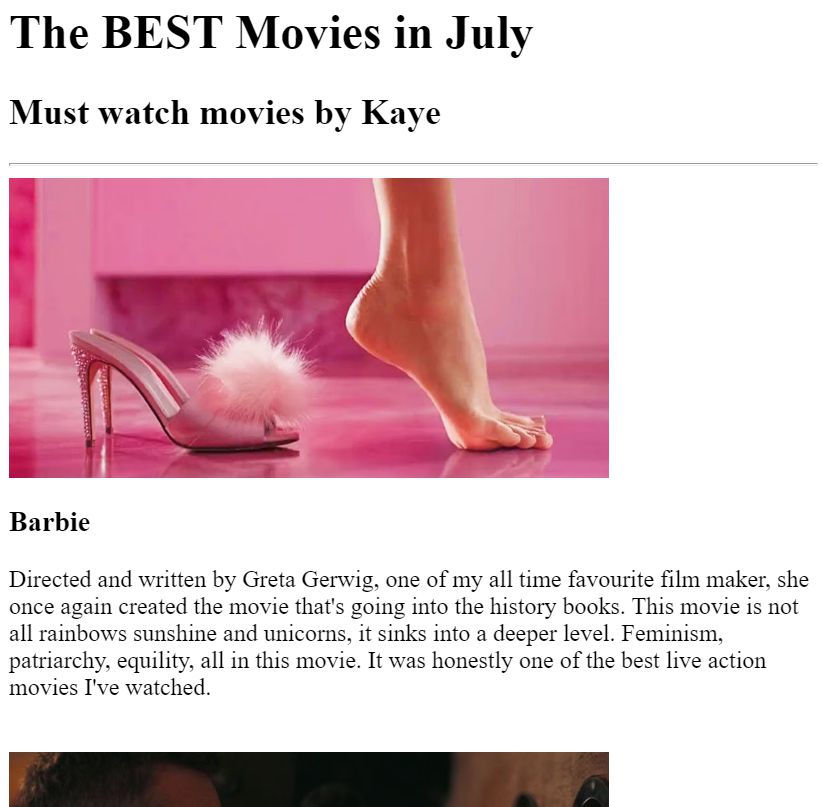 The BEST Movies in July
Must watch movies by Kaye
Barbie
Directed and written by Greta Gerwig, one of my all time favourite film maker, she
once again created the movie that's going into the history books. This movie is not
all rainbows sunshine and unicorns, it sinks into a deeper level. Feminism,
patriarchy, equility, all in this movie. It was honestly one of the best live action
movies I've watched.